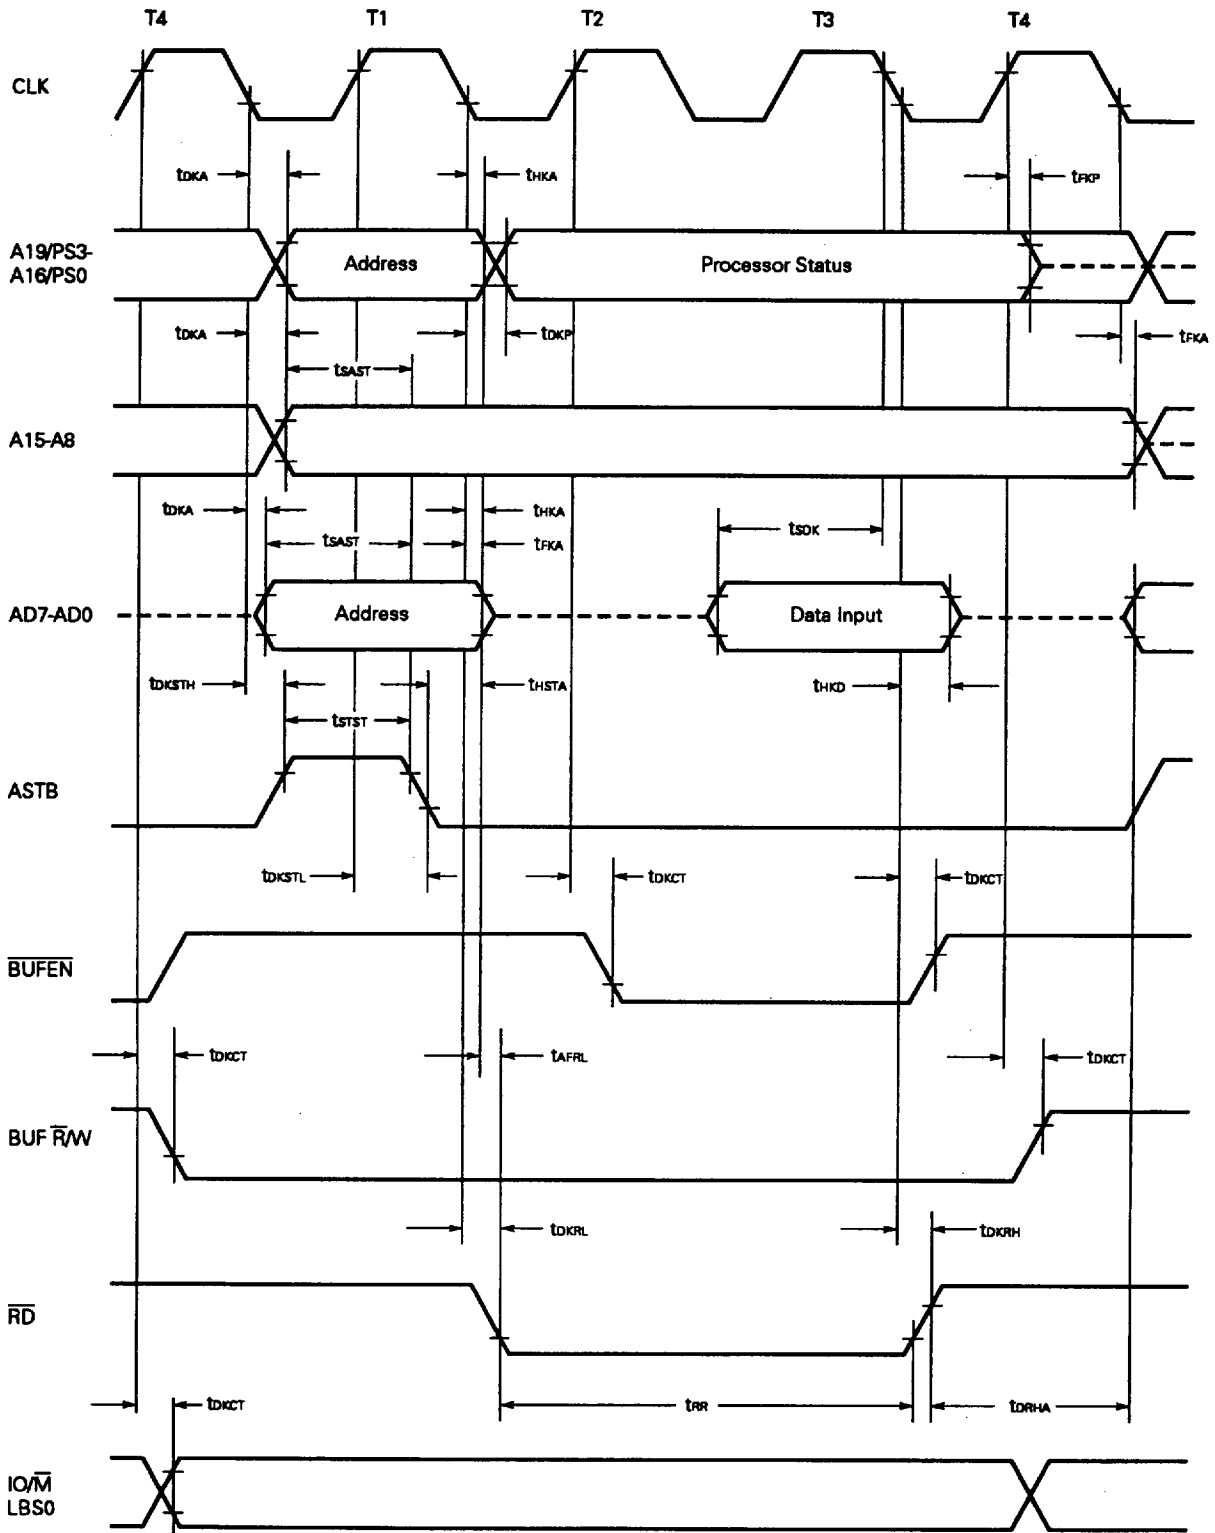 T4 T1 T2 T3 T4
CLK
tDKA tHKA tFKP
A19/PS3-
A16/PS0
Address Processor Status
tDKA tDKP tFKA
tSAST
A15-A8
tDKA tHKA tSDK
tSAST tFKA
AD7-AD0 Address Data Input
tDKSTH tHSTA tHKD
tSTST
ASTB
tDKSTL tDKCT tDKCT
BUFEN
tDKCT tAFRL tDKCT
BUF R/W
tDKRL tDKRH
RD
tDKCT tRR tDRHA
IO/M
LBS0